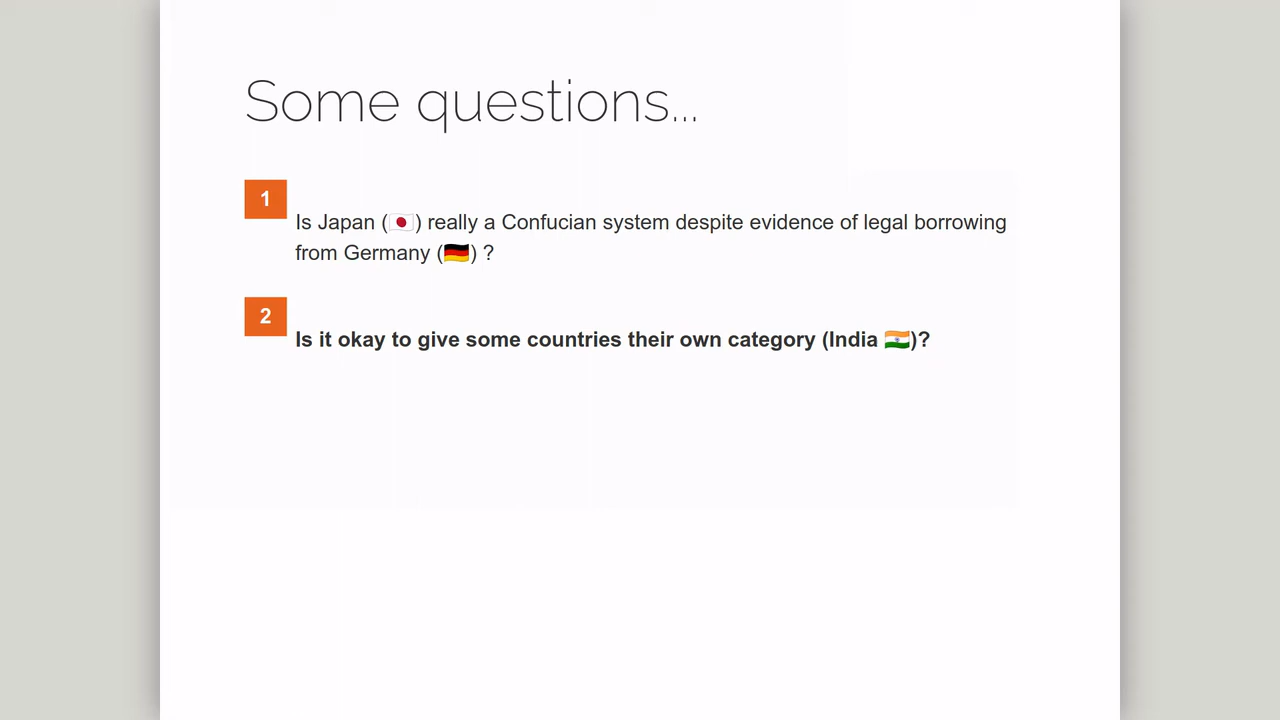 Some questions...
1
Is Japan (🇯🇵) really a Confucian system despite evidence of legal borrowing
from Germany (🇩🇪) ?
2
Is it okay to give some countries their own category (India 🇮🇳)?